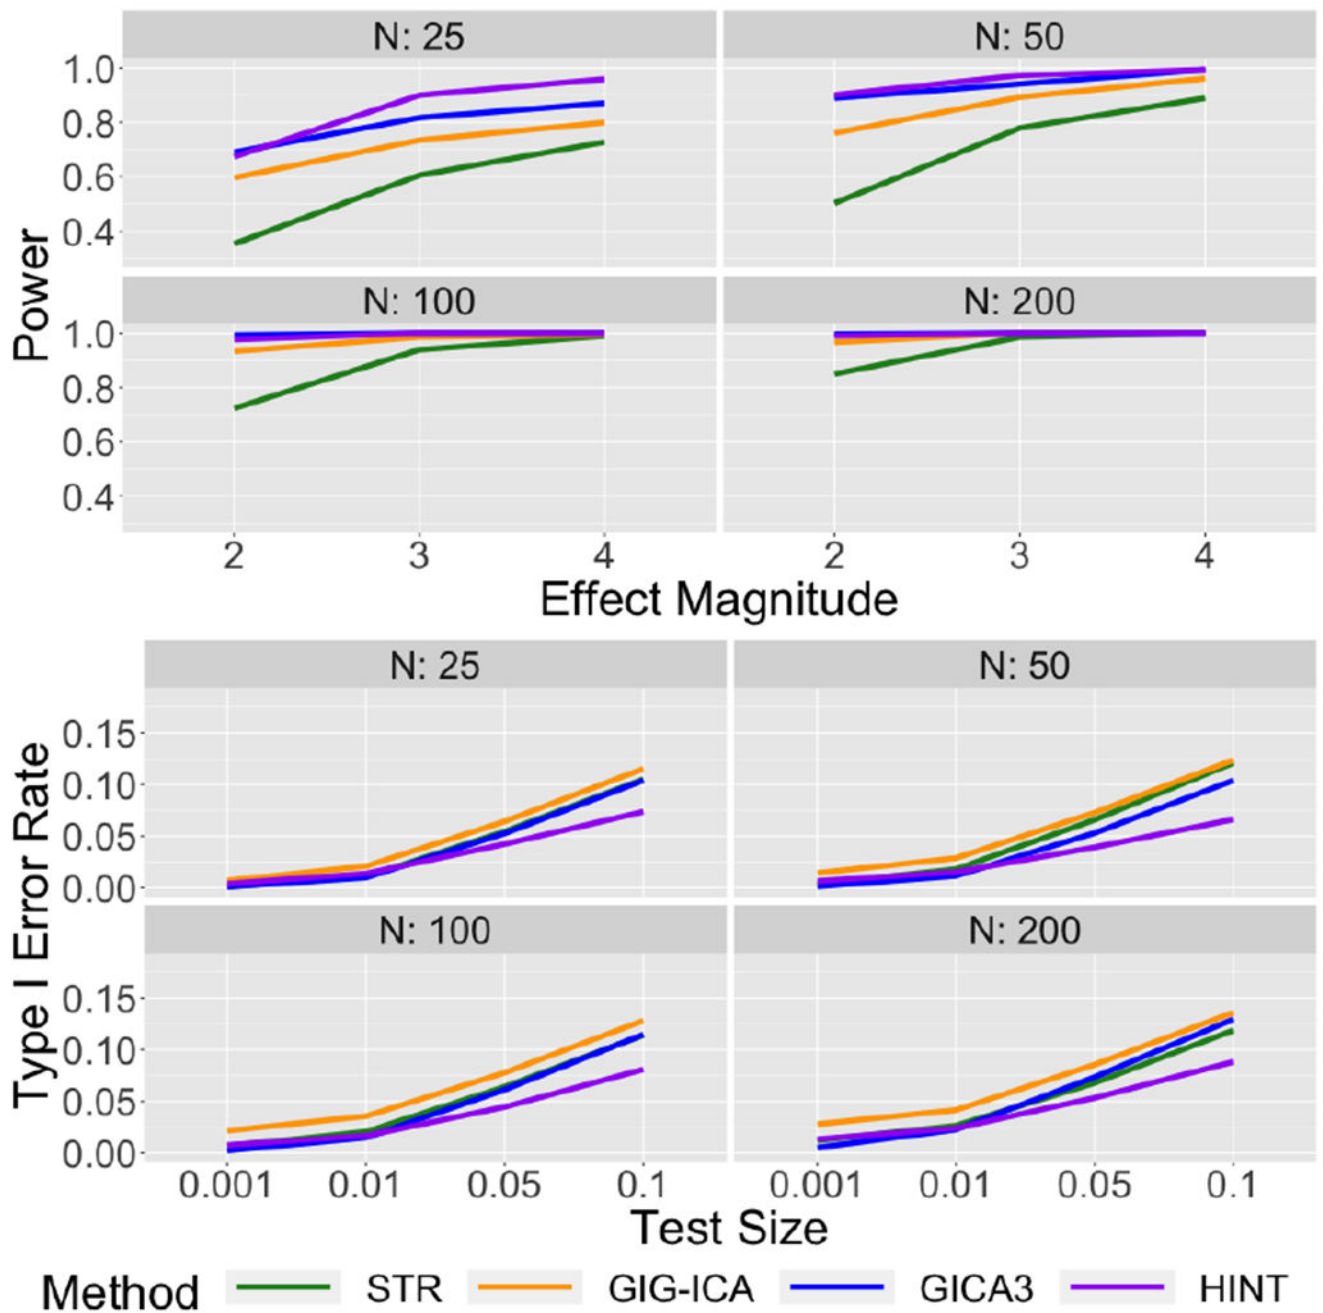 N: 25
N: 50
1.0
0.8
0.6
0.4
N: 100
N: 200
1.0
0.8
0.6
0.4
Power
2 3 4
2 3 4
Effect Magnitude
N: 25
N: 50
0.15
0.10
0.05
0.00
N: 100
N: 200
0.15
0.10
0.05
0.00
Type I Error Rate
0.001 0.01 0.05 0.1
0.001 0.01 0.05 0.1
Test Size
Method STR GIG-ICA GICA3 HINT